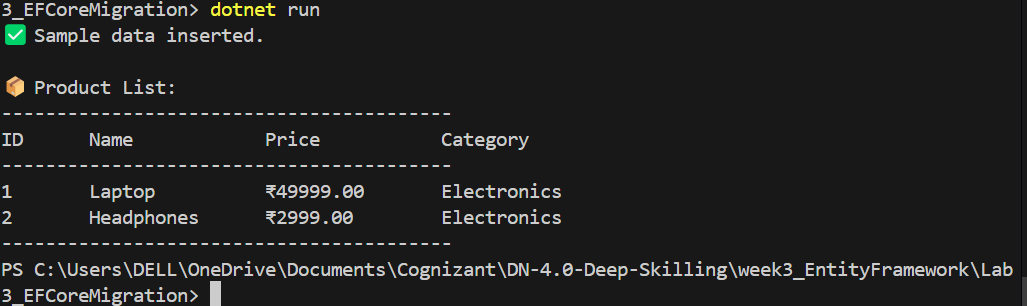 3_EFCoreMigration> dotnet run
✅ Sample data inserted.
📦 Product List:
-----------------------------------------
ID      Name            Price           Category
-----------------------------------------
1       Laptop          ₹49999.00       Electronics
2       Headphones      ₹2999.00        Electronics
-----------------------------------------
PS C:\Users\DELL\OneDrive\Documents\Cognizant\DN-4.0-Deep-Skilling\week3_EntityFramework\Lab
3_EFCoreMigration>